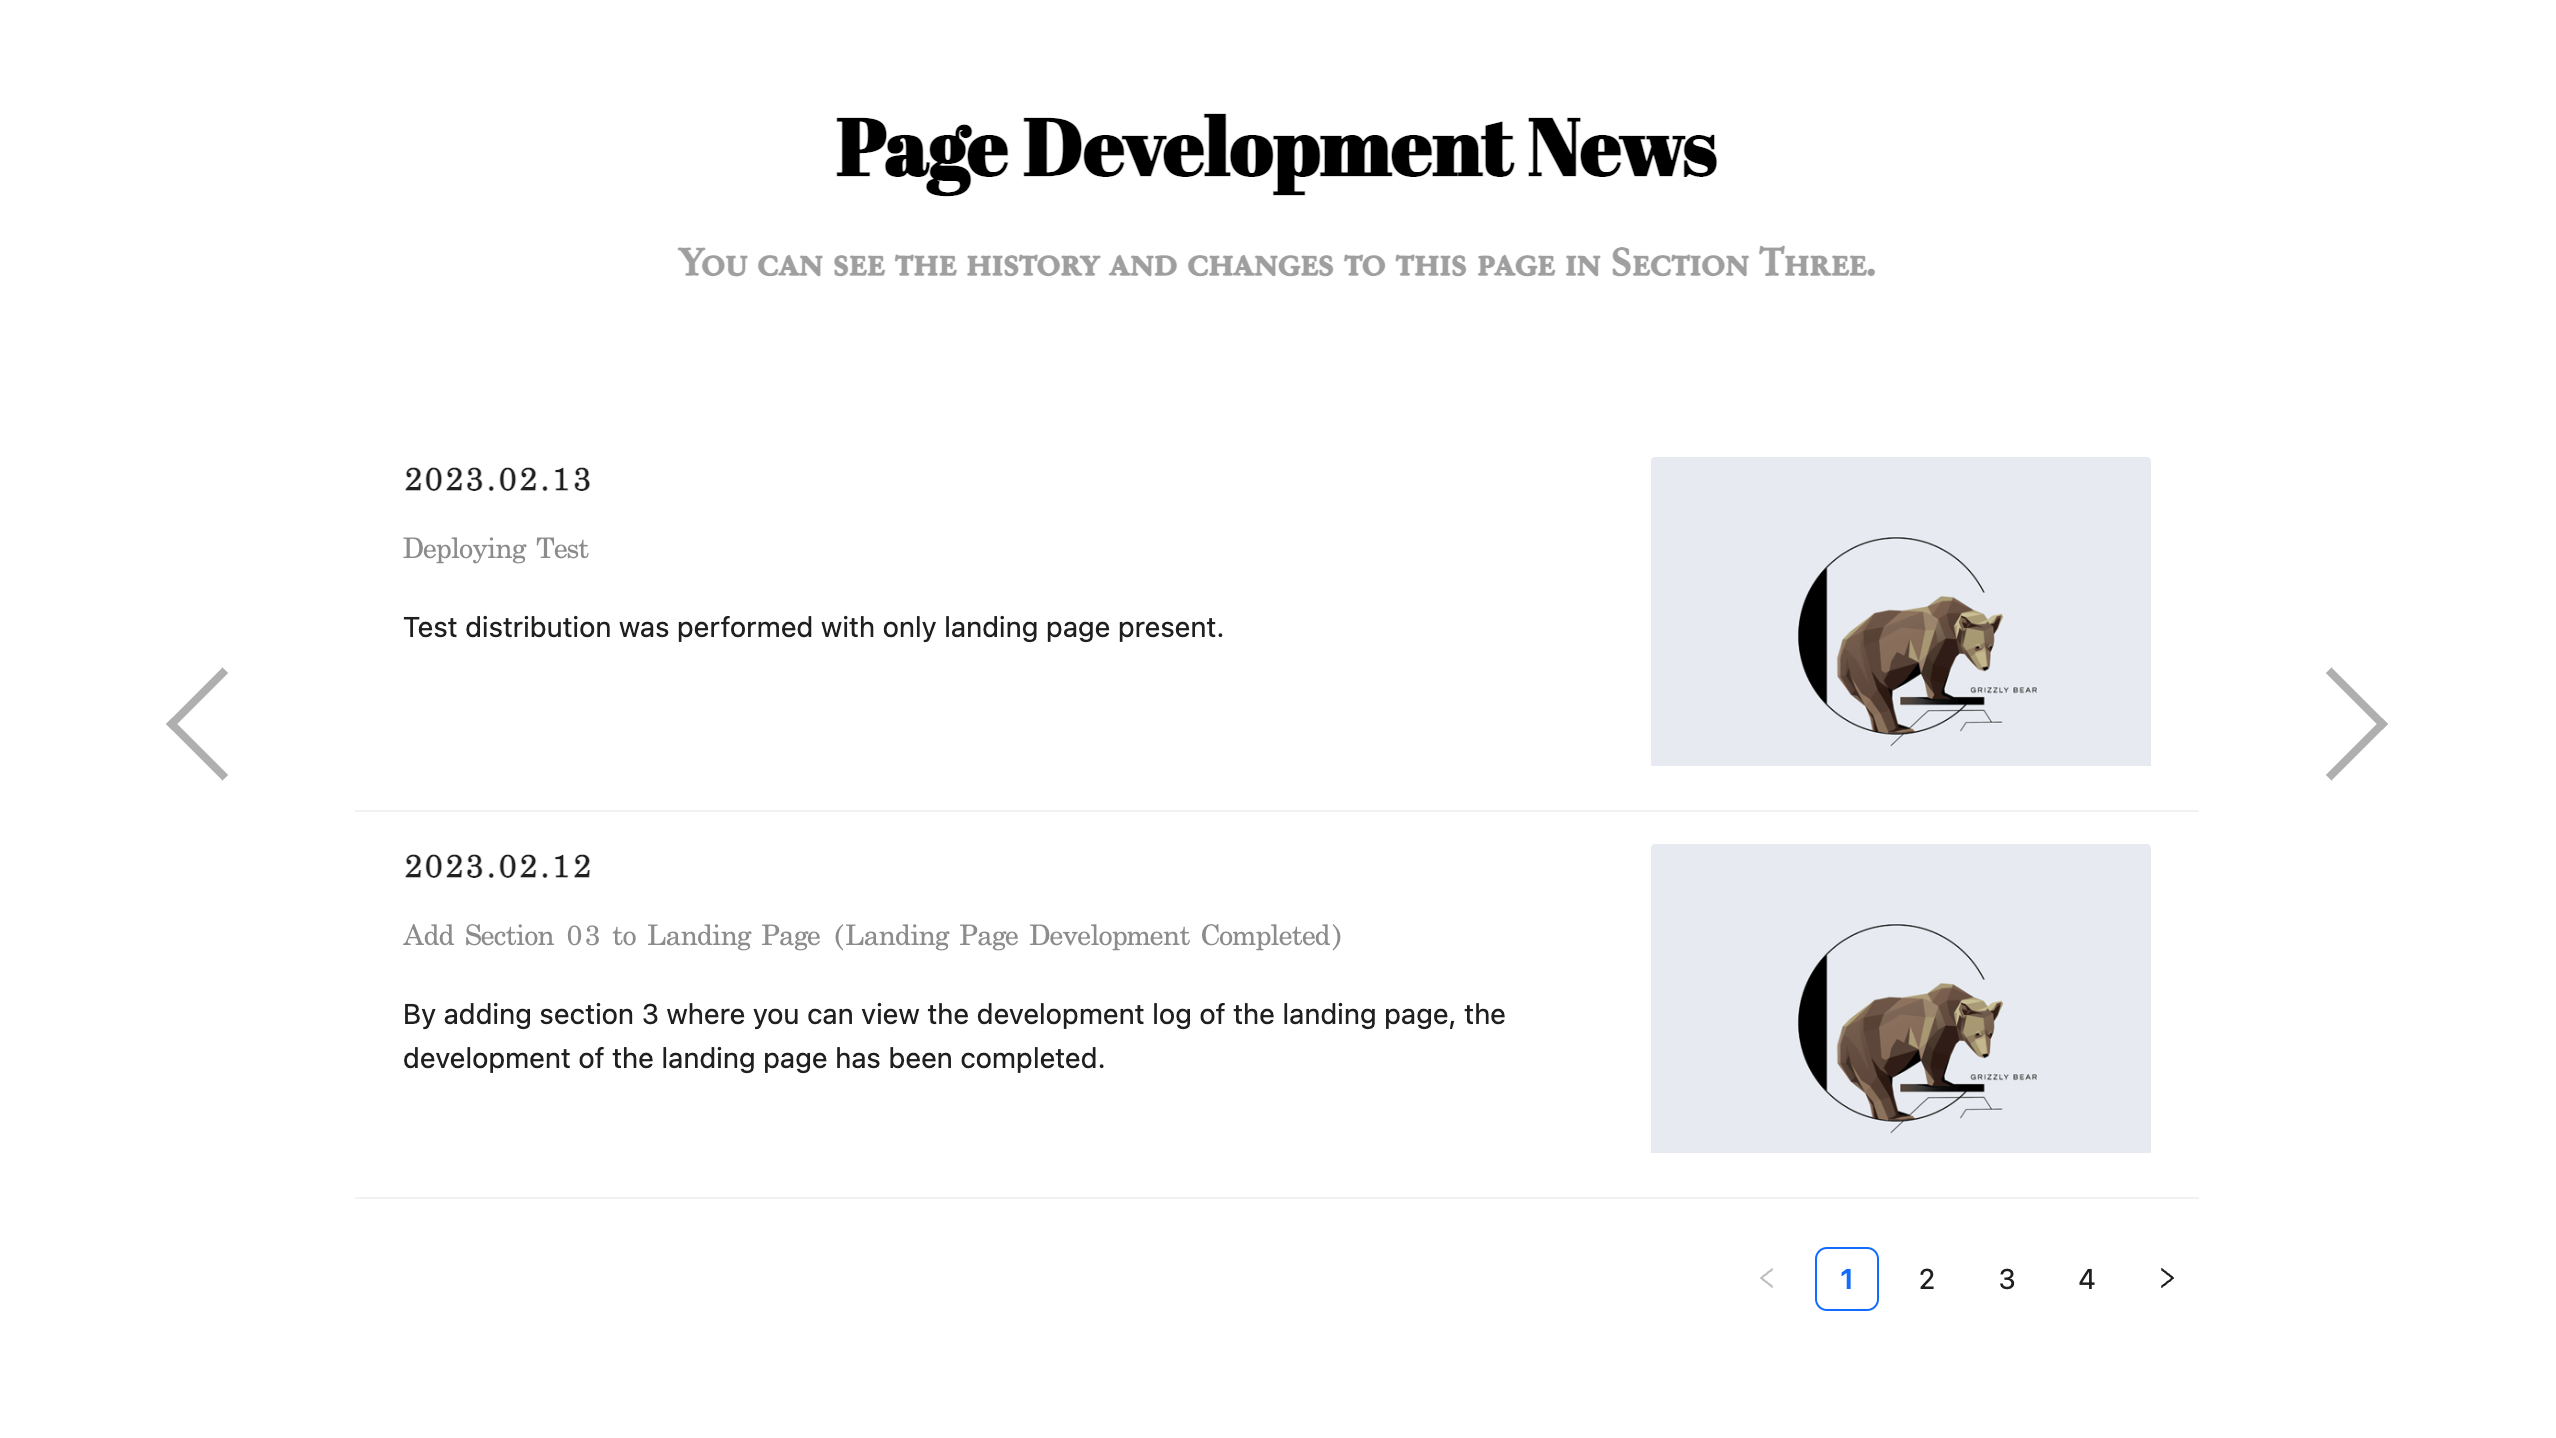 Page Development News
You can see the history and changes to this page in Section Three.
2023.02.13
Deploying Test
Test distribution was performed with only landing page present.
GRIZZLY BEAR
2023.02.12
Add Section 03 to Landing Page (Landing Page Development Completed)
By adding section 3 where you can view the development log of the landing page, the
development of the landing page has been completed.
GRIZZLY BEAR
< 1 2 3 4 >